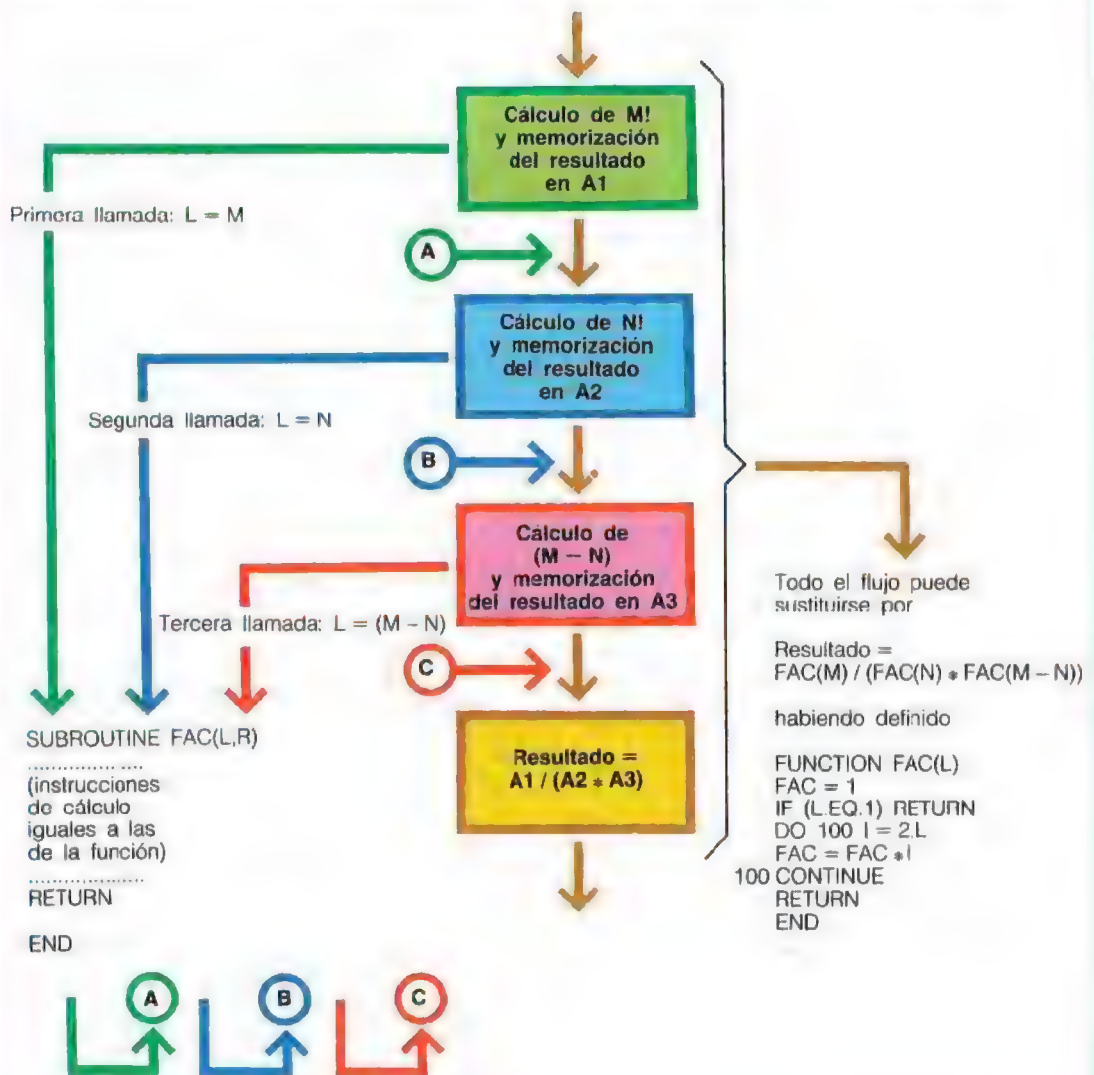 Cálculo de M!
y memorización
del resultado
en A1
Primera llamada: L = M
A
Cálculo de N!
y memorización
del resultado
en A2
Segunda llamada: L = N
B
Cálculo de
(M – N)
y memorización
del resultado en A3
Tercera llamada: L = (M – N)
C
Resultado =
A1 / (A2 * A3)
SUBROUTINE FAC(L,R)
...................
(instrucciones
de cálculo
iguales a las
de la función)
...................
RETURN
END
A B C
Todo el flujo puede
sustituirse por
Resultado =
FAC(M) / (FAC(N) * FAC(M – N))
habiendo definido
FUNCTION FAC(L)
FAC = 1
IF (L.EQ.1) RETURN
DO 100 I = 2,L
FAC = FAC * I
100 CONTINUE
RETURN
END